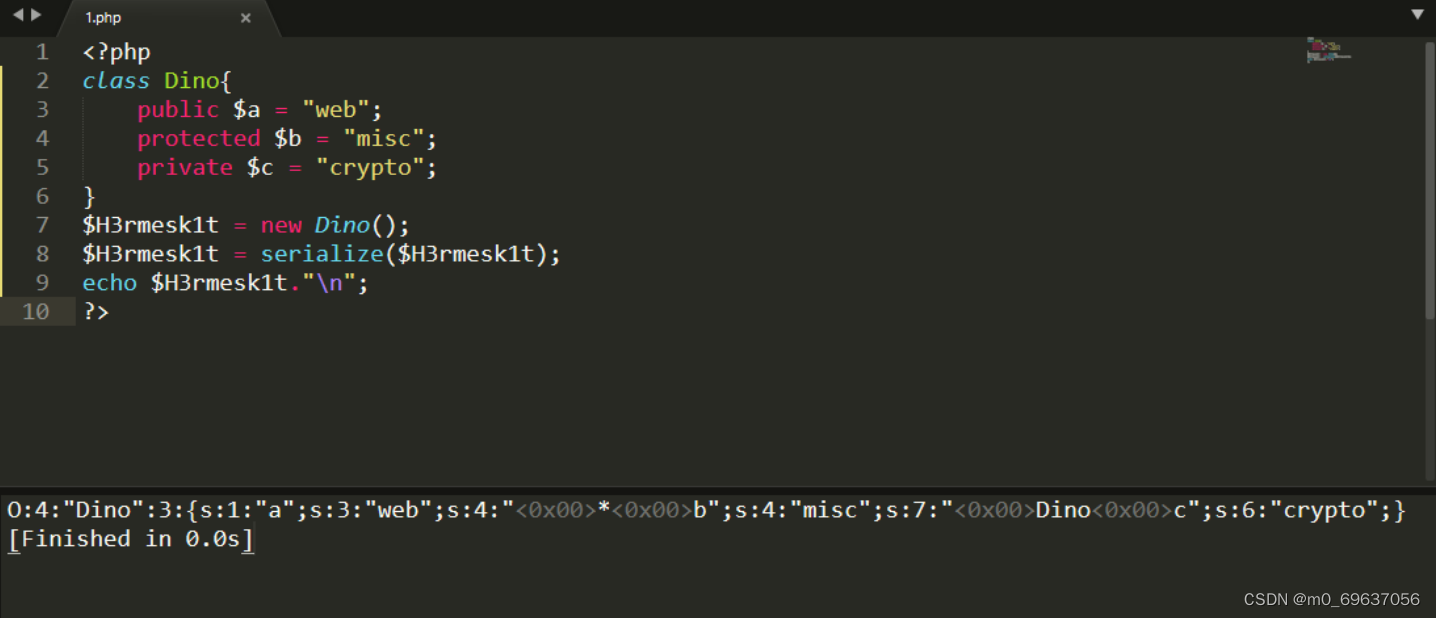 1.php ×
1 <?php
2 class Dino{
3     public $a = "web";
4     protected $b = "misc";
5     private $c = "crypto";
6 }
7 $H3rmesk1t = new Dino();
8 $H3rmesk1t = serialize($H3rmesk1t);
9 echo $H3rmesk1t."\n";
10 ?>
O:4:"Dino":3:{s:1:"a";s:3:"web";s:4:"<0x00>*<0x00>b";s:4:"misc";s:7:"<0x00>Dino<0x00>c";s:6:"crypto";}
[Finished in 0.0s]
CSDN @m0_69637056